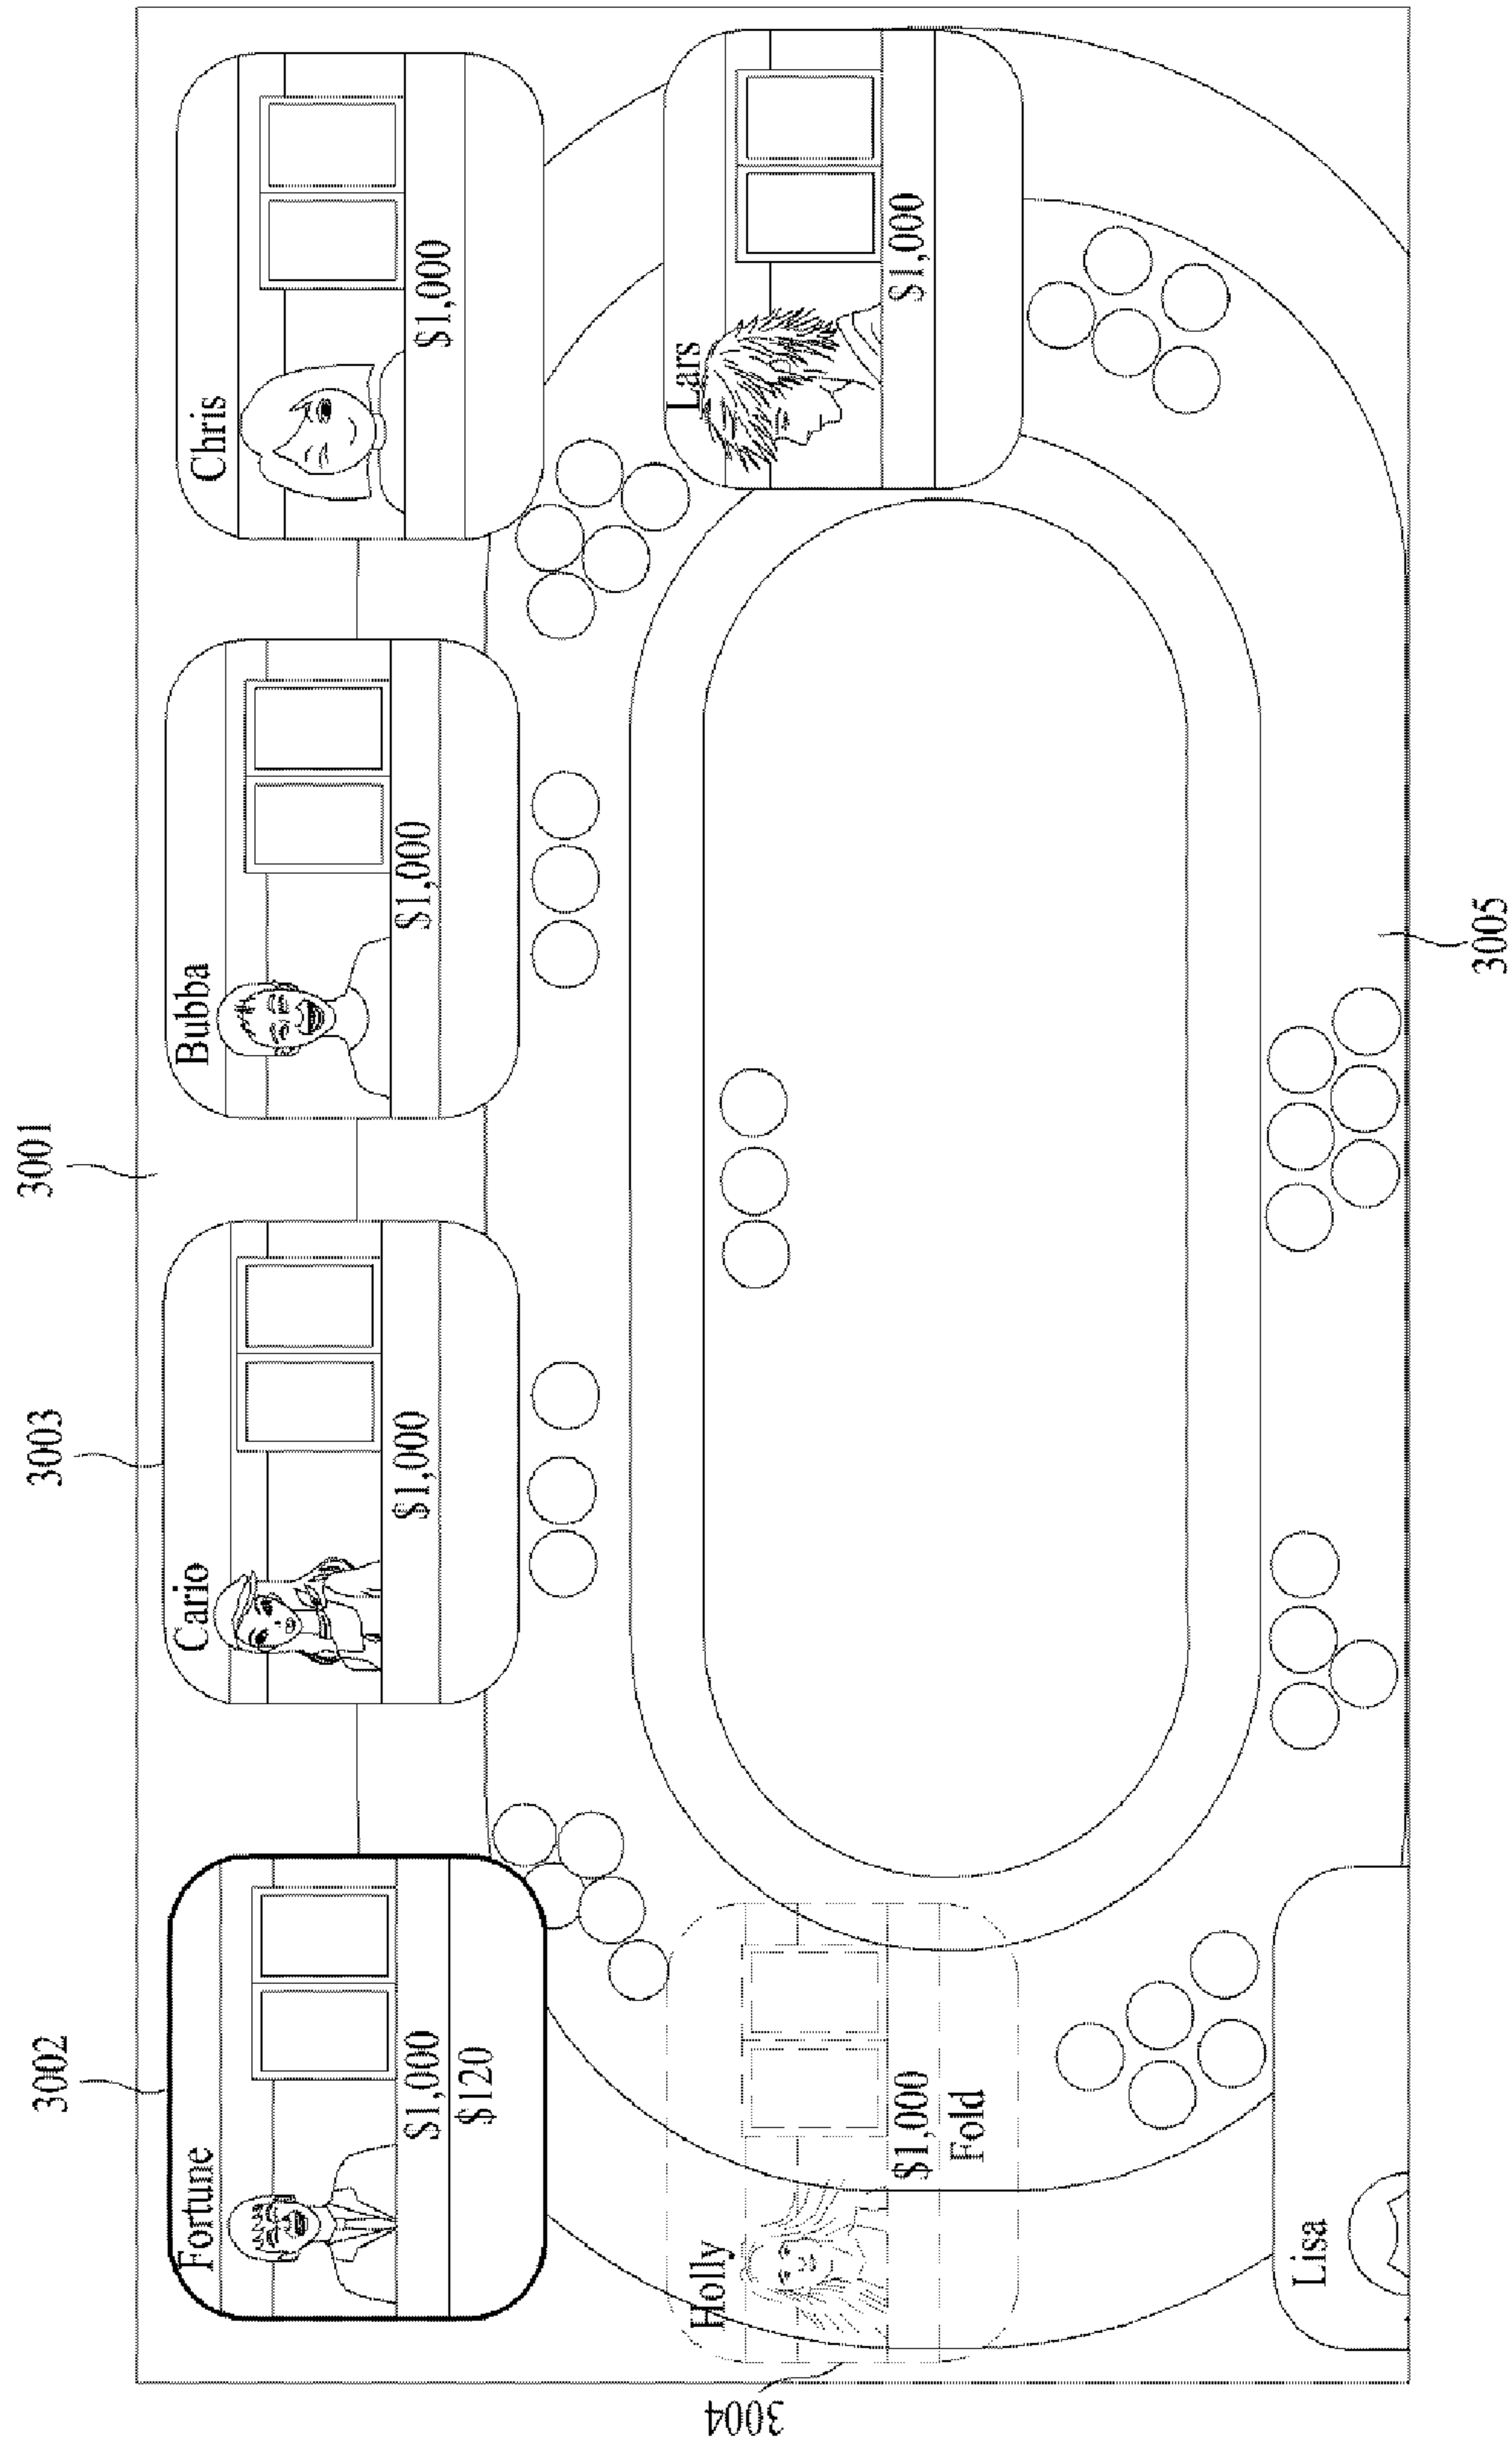 3002
3003
3001
Fortune
$1,000
$120
Cario
$1,000
Bubba
$1,000
Chris
$1,000
Holly
$1,000
Fold
Lars
$1,000
3004
Lisa
3005